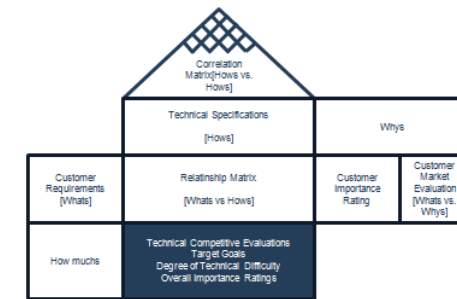 Correlation
Matrix[Hows vs.
Hows]
Technical Specifications
[Hows]
Whys
Customer
Requirements
[Whats]
Relatinship Matrix
[Whats vs Hows]
Customer
Importance
Rating
Customer
Market
Evaluation
[Whats vs.
Whys]
How muchs
Technical Competitive Evaluations
Target Goals
Degree of Technical Difficulty
Overall Importance Ratings